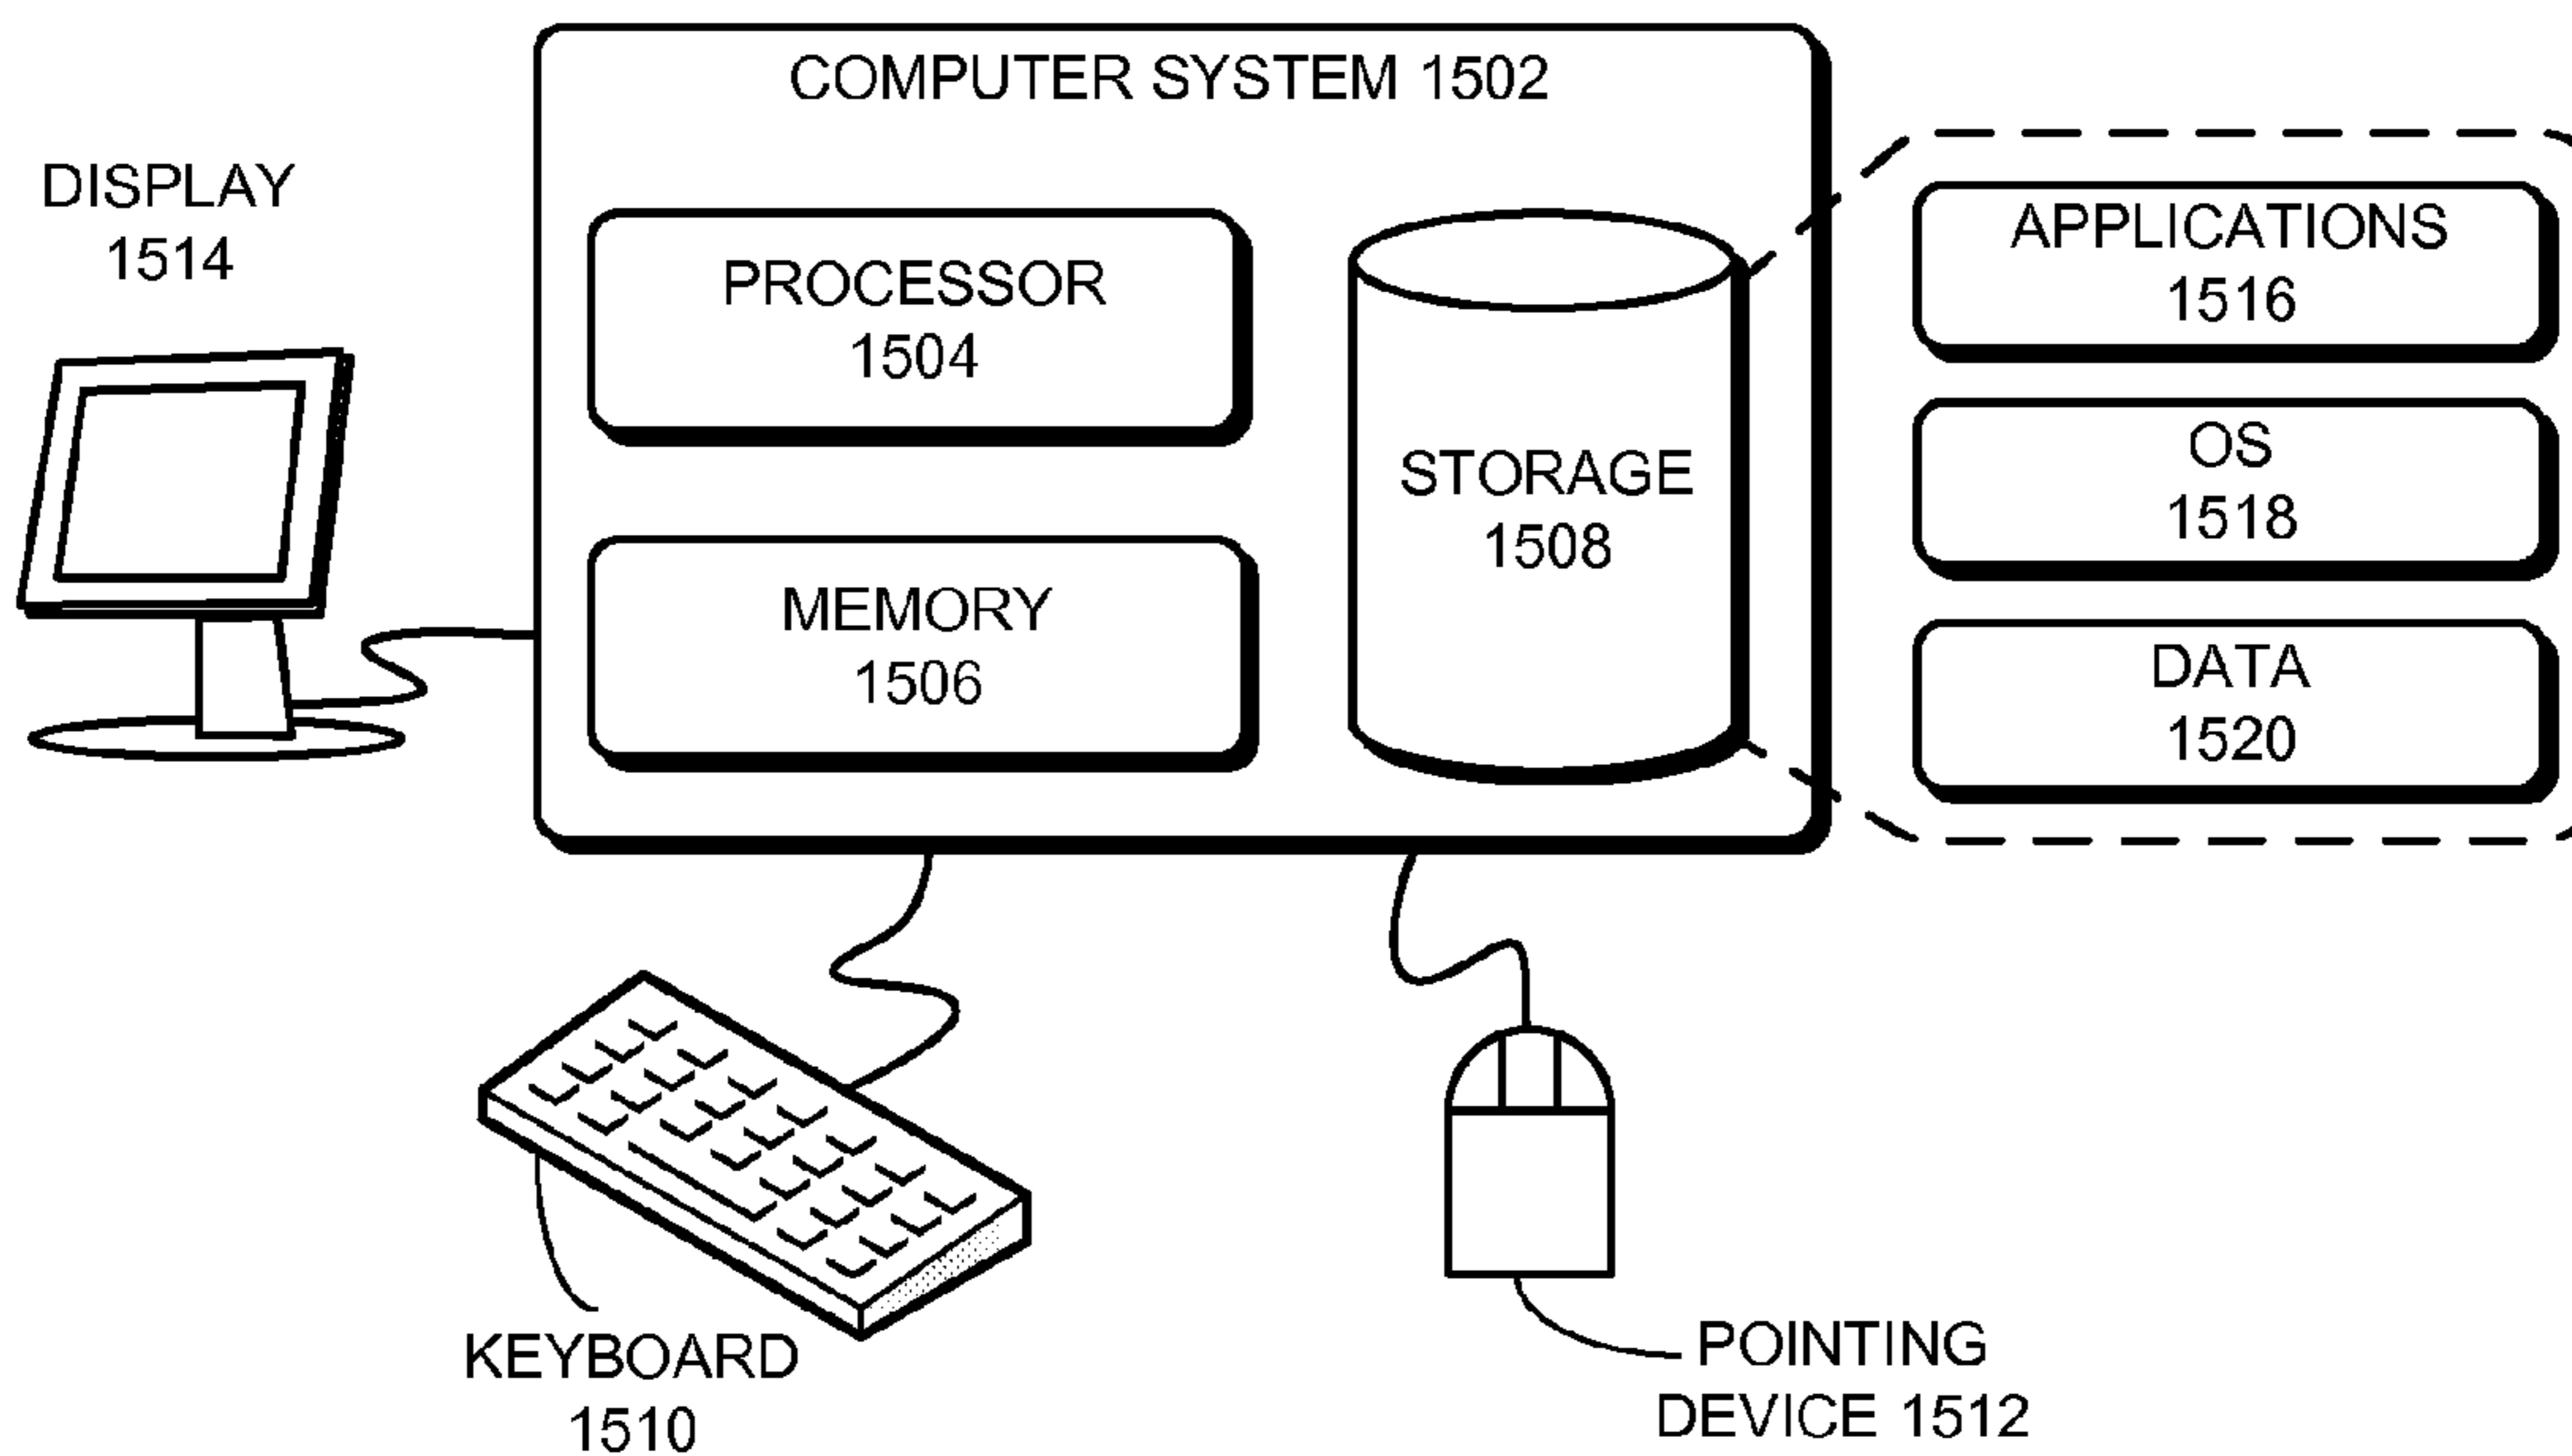 COMPUTER SYSTEM 1502
DISPLAY
1514
PROCESSOR
1504
MEMORY
1506
STORAGE
1508
APPLICATIONS
1516
OS
1518
DATA
1520
KEYBOARD
1510
POINTING
DEVICE 1512